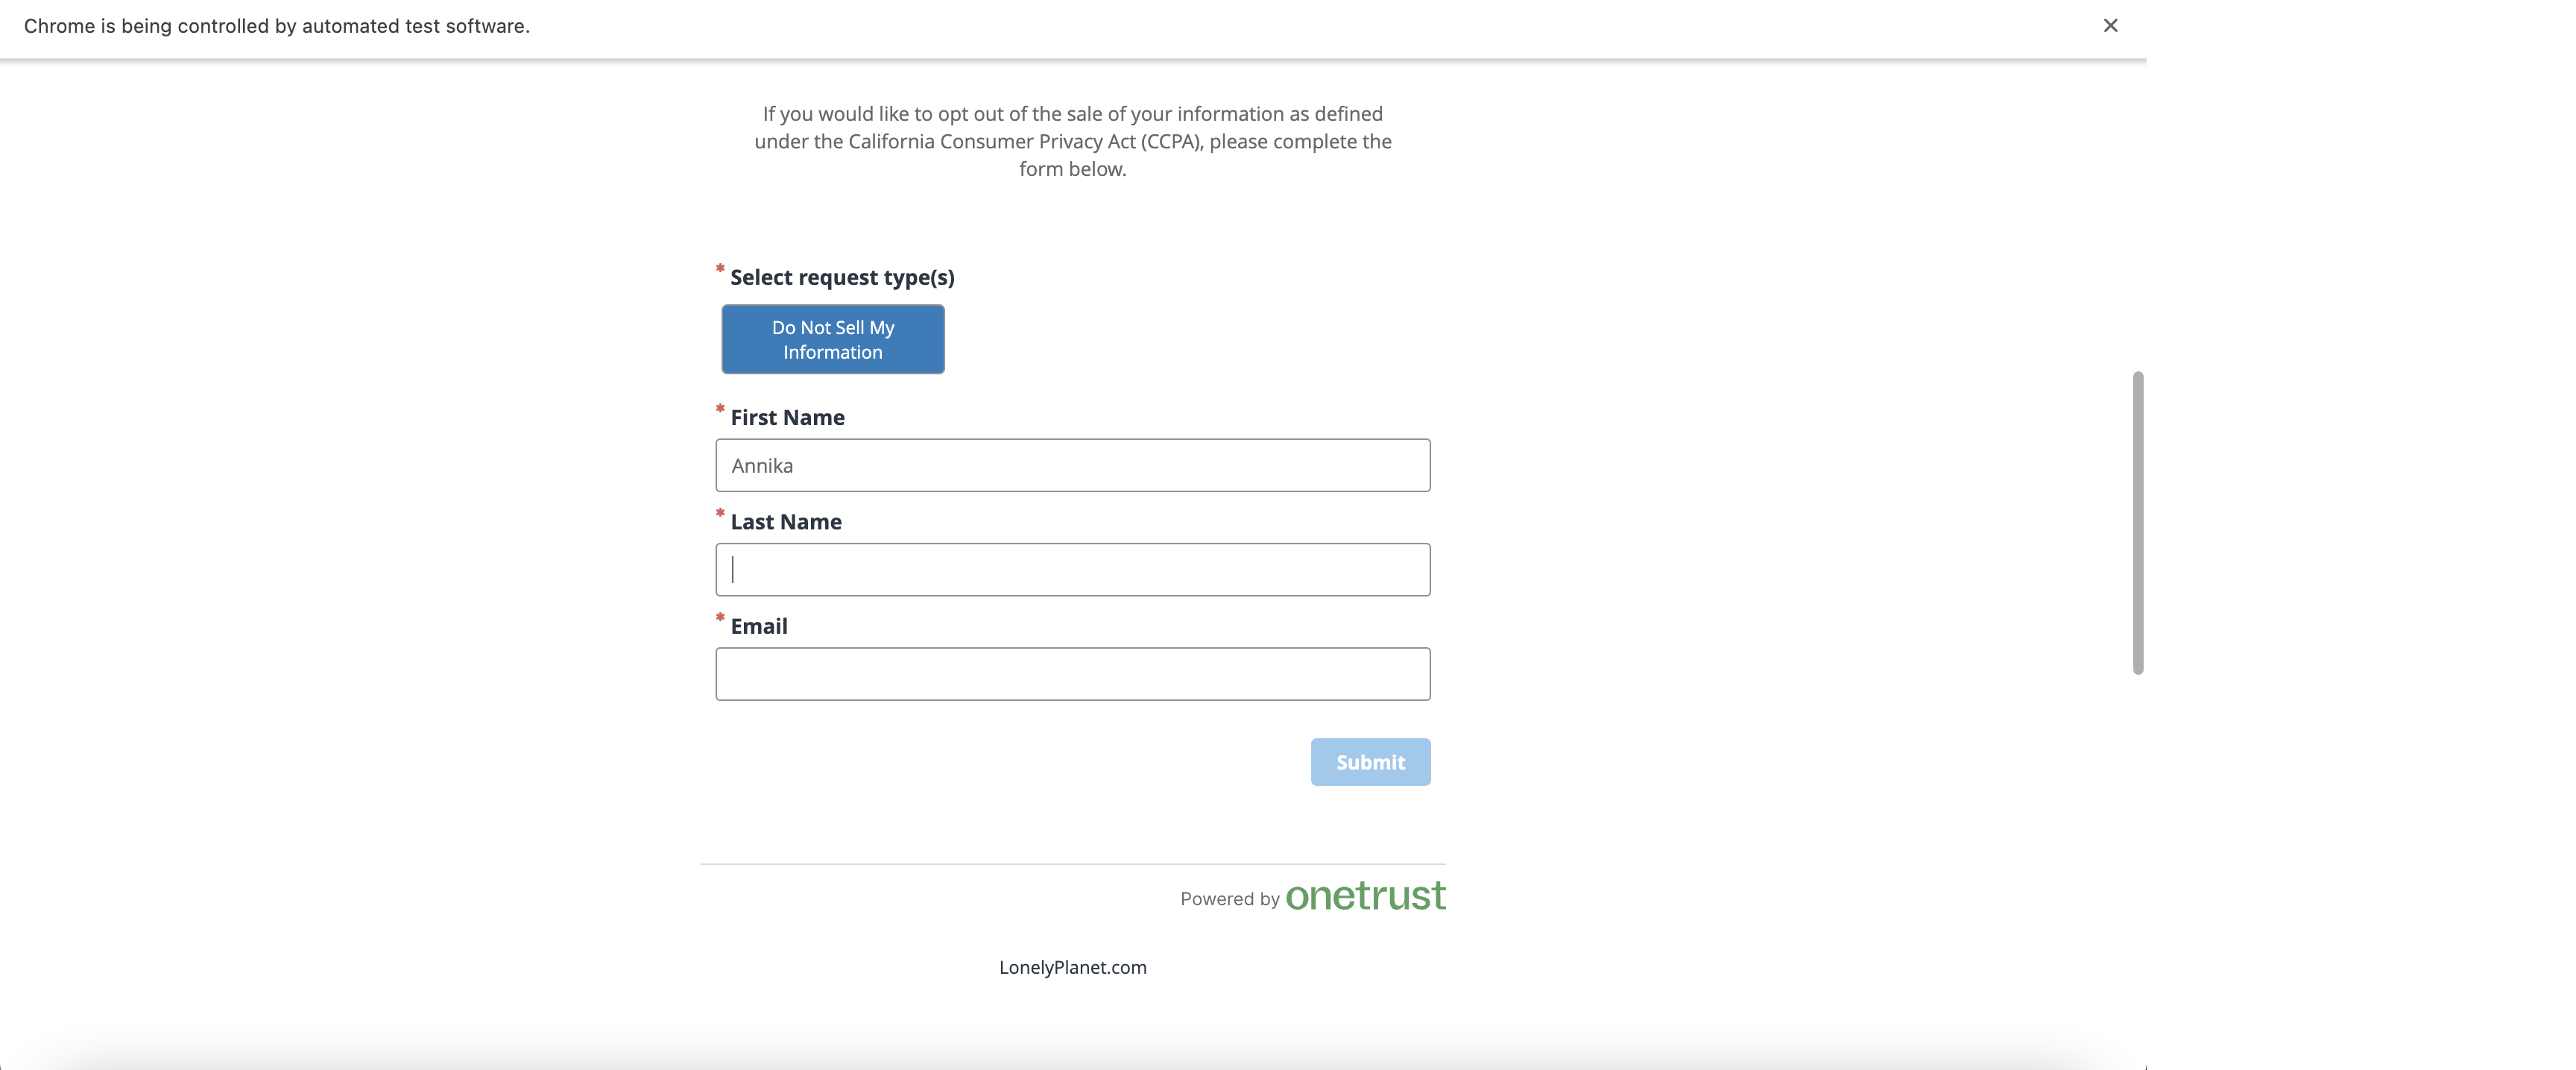 Chrome is being controlled by automated test software.
If you would like to opt out of the sale of your information as defined
under the California Consumer Privacy Act (CCPA), please complete the
form below.
* Select request type(s)
Do Not Sell My
Information
* First Name
Annika
* Last Name
* Email
Submit
Powered by onetrust
LonelyPlanet.com